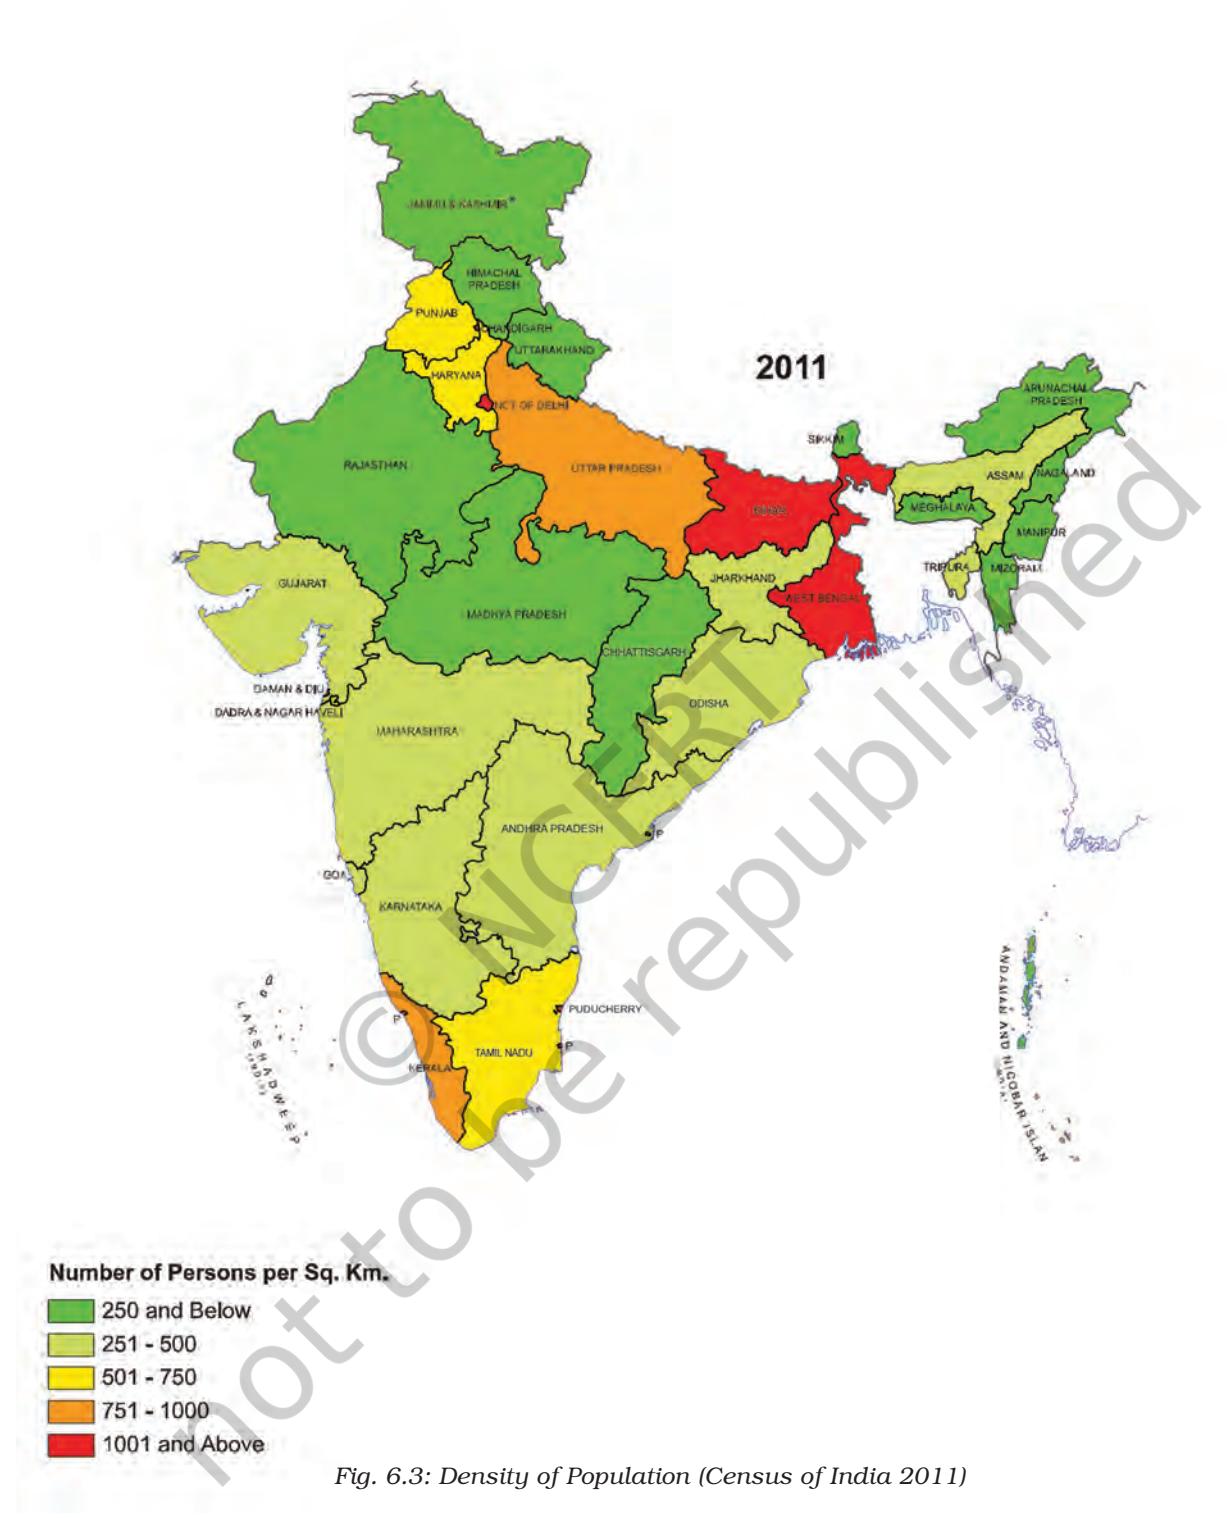 JAMMU & KASHMIR*
HIMACHAL
PRADESH
PUNJAB
CHANDIGARH
UTTARAKHAND
HARYANA
2011
NCT OF DELHI
ARUNACHAL
PRADESH
SIKKIM
RAJASTHAN
UTTAR PRADESH
ASSAM
NAGALAND
BIHAR
MEGHALAYA
MANIPUR
TRIPURA
MIZORAM
GUJARAT
JHARKHAND
WEST BENGAL
MADHYA PRADESH
CHHATTISGARH
DAMAN & DIU
DADRA & NAGAR HAVELI
ODISHA
MAHARASHTRA
ANDHRA PRADESH
P
GOA
KARNATAKA
LAKSHADWEEP
(INDIA)
P
PUDUCHERRY
P
TAMIL NADU
KERALA
ANDAMAN AND NICOBAR ISLAN
© NCERT
not to be republished
Number of Persons per Sq. Km.
250 and Below
251 - 500
501 - 750
751 - 1000
1001 and Above
Fig. 6.3: Density of Population (Census of India 2011)